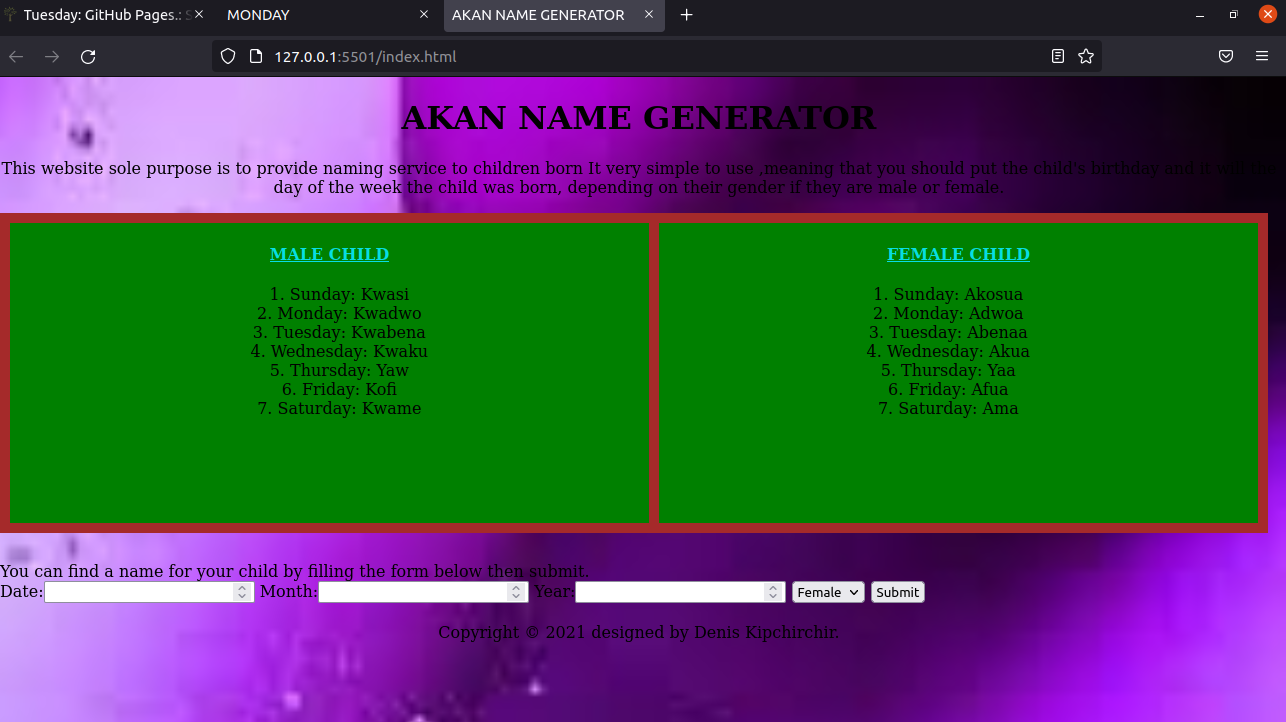 Tuesday: GitHub Pages.:
MONDAY
AKAN NAME GENERATOR
127.0.0.1:5501/index.html
AKAN NAME GENERATOR
This website sole purpose is to provide naming service to children born It very simple to use ,meaning that you should put the child's birthday and it will the
day of the week the child was born, depending on their gender if they are male or female.
MALE CHILD
1. Sunday: Kwasi
2. Monday: Kwadwo
3. Tuesday: Kwabena
4. Wednesday: Kwaku
5. Thursday: Yaw
6. Friday: Kofi
7. Saturday: Kwame
FEMALE CHILD
1. Sunday: Akosua
2. Monday: Adwoa
3. Tuesday: Abenaa
4. Wednesday: Akua
5. Thursday: Yaa
6. Friday: Afua
7. Saturday: Ama
You can find a name for your child by filling the form below then submit.
Date: Month: Year: Female Submit
Copyright © 2021 designed by Denis Kipchirchir.